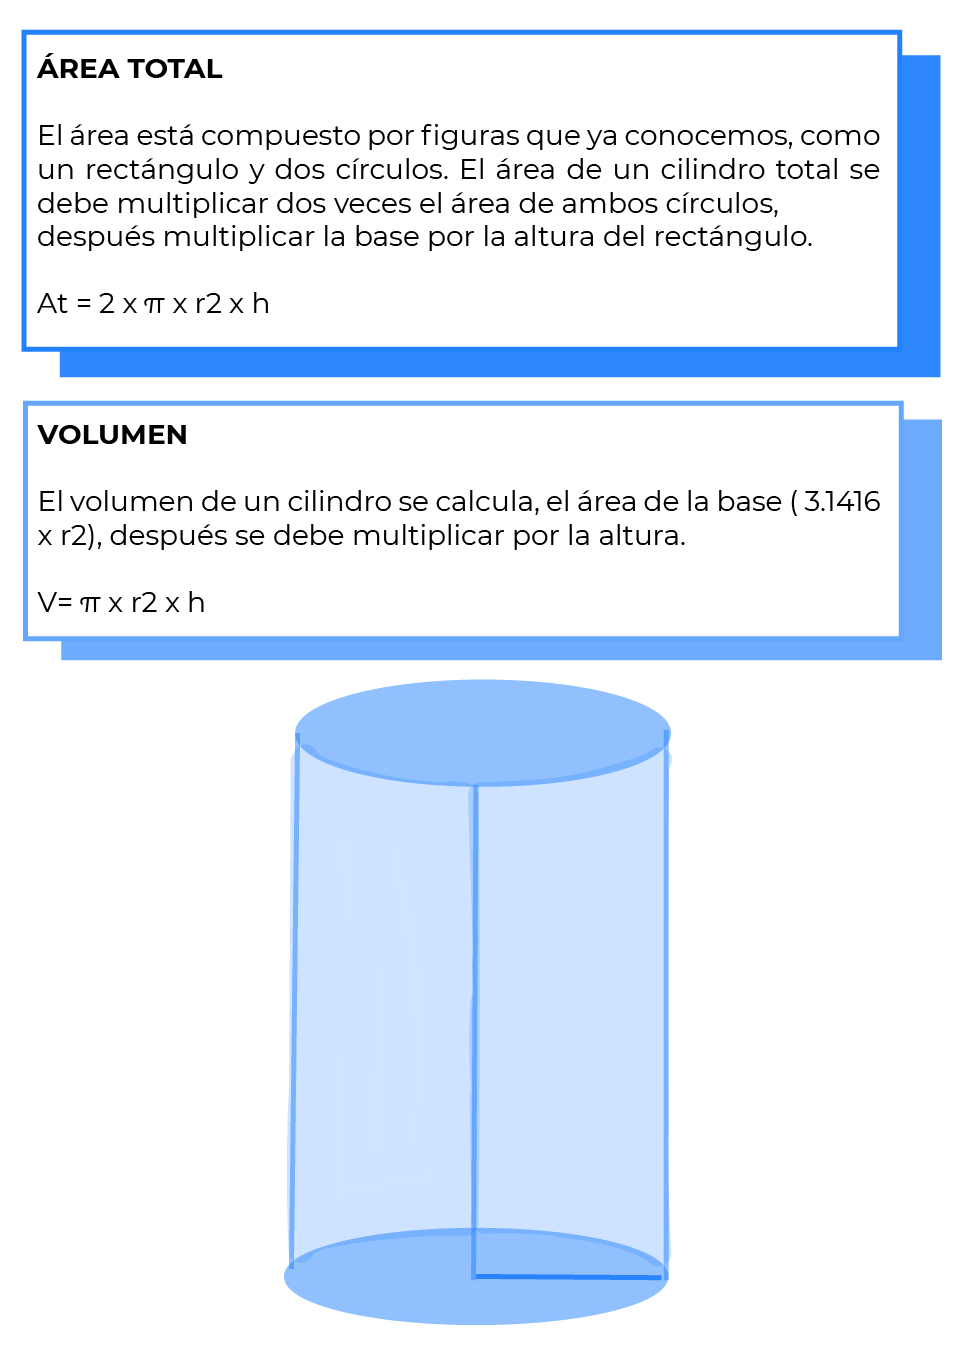 ÁREA TOTAL
El área está compuesto por figuras que ya conocemos, como
un rectángulo y dos círculos. El área de un cilindro total se
debe multiplicar dos veces el área de ambos círculos,
después multiplicar la base por la altura del rectángulo.
At = 2 x π x r2 x h
VOLUMEN
El volumen de un cilindro se calcula, el área de la base ( 3.1416
x r2), después se debe multiplicar por la altura.
V= π x r2 x h